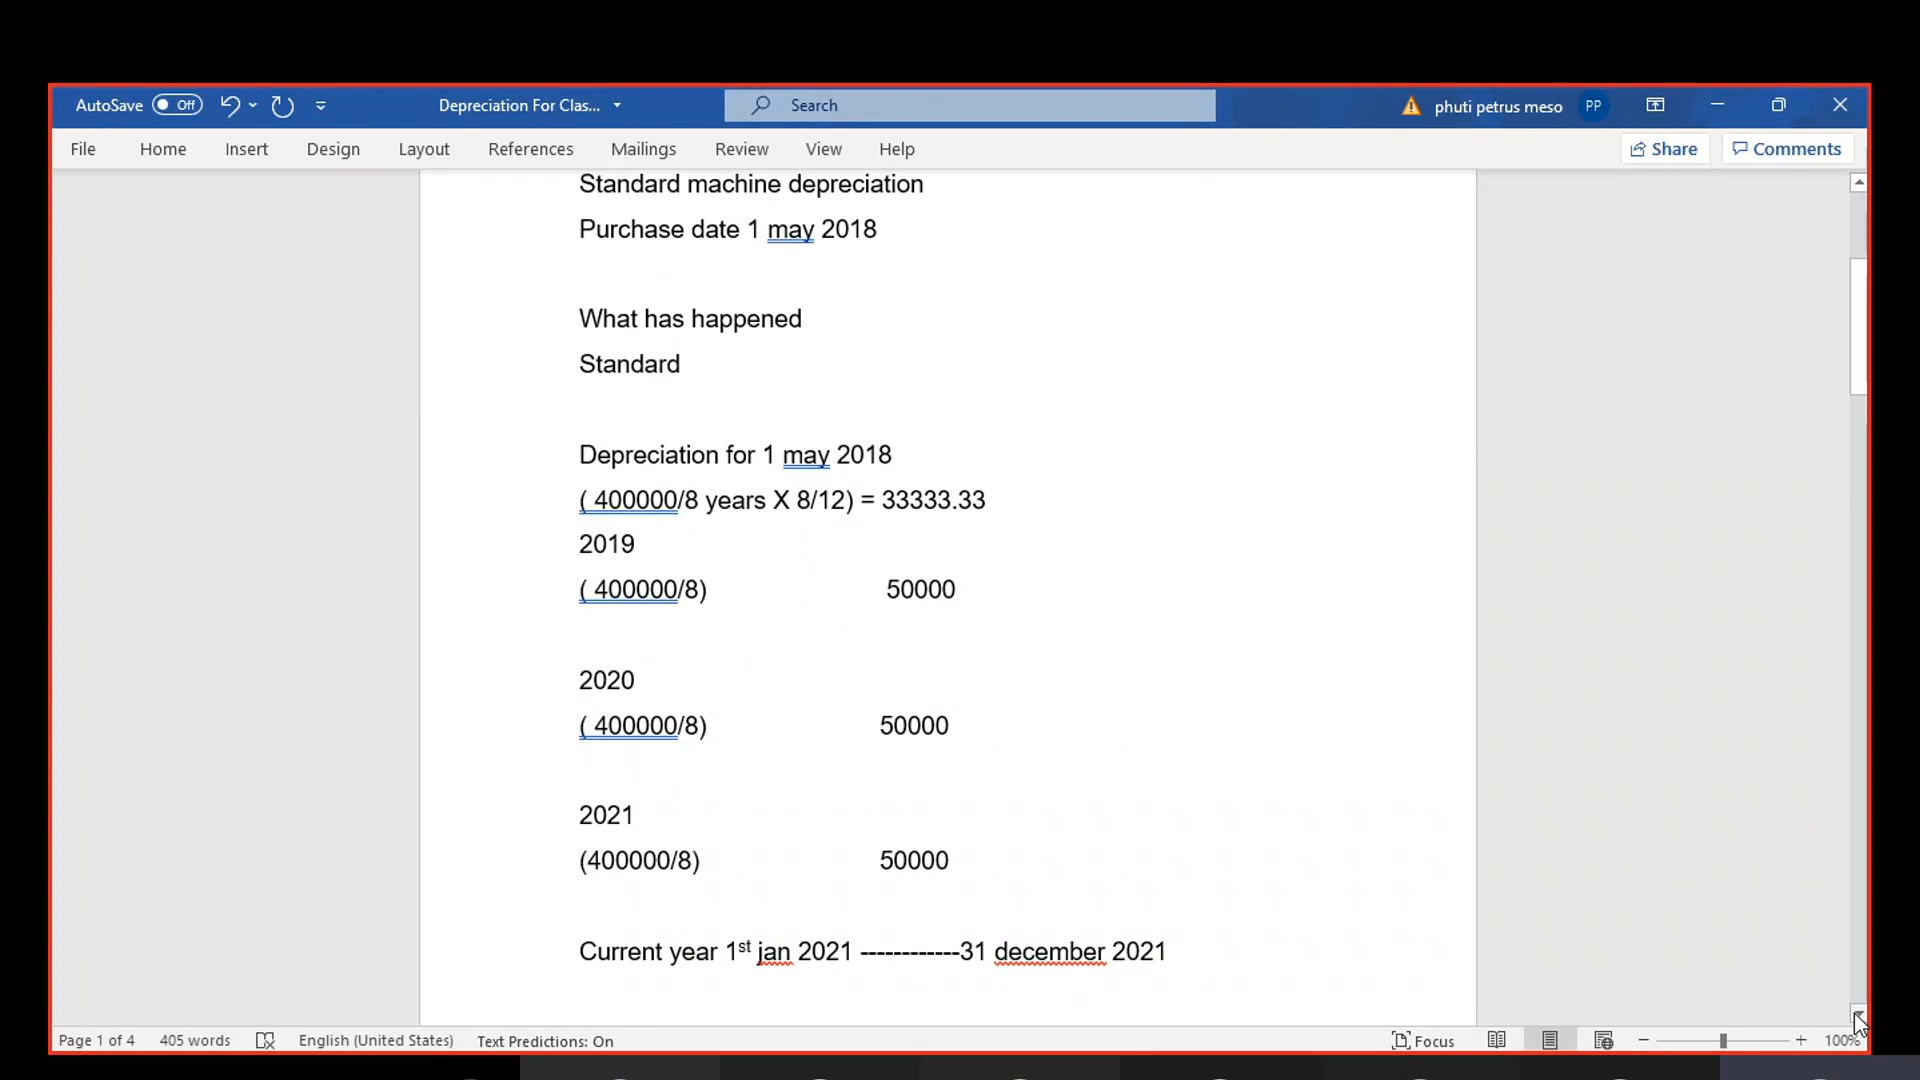 AutoSave Off Depreciation For Clas... Search phuti petrus meso PP
File Home Insert Design Layout References Mailings Review View Help Share Comments
Standard machine depreciation
Purchase date 1 may 2018
What has happened
Standard
Depreciation for 1 may 2018
( 400000/8 years X 8/12) = 33333.33
2019
( 400000/8) 50000
2020
( 400000/8) 50000
2021
(400000/8) 50000
Current year 1st jan 2021 ------------31 december 2021
Page 1 of 4 405 words English (United States) Text Predictions: On Focus 100%